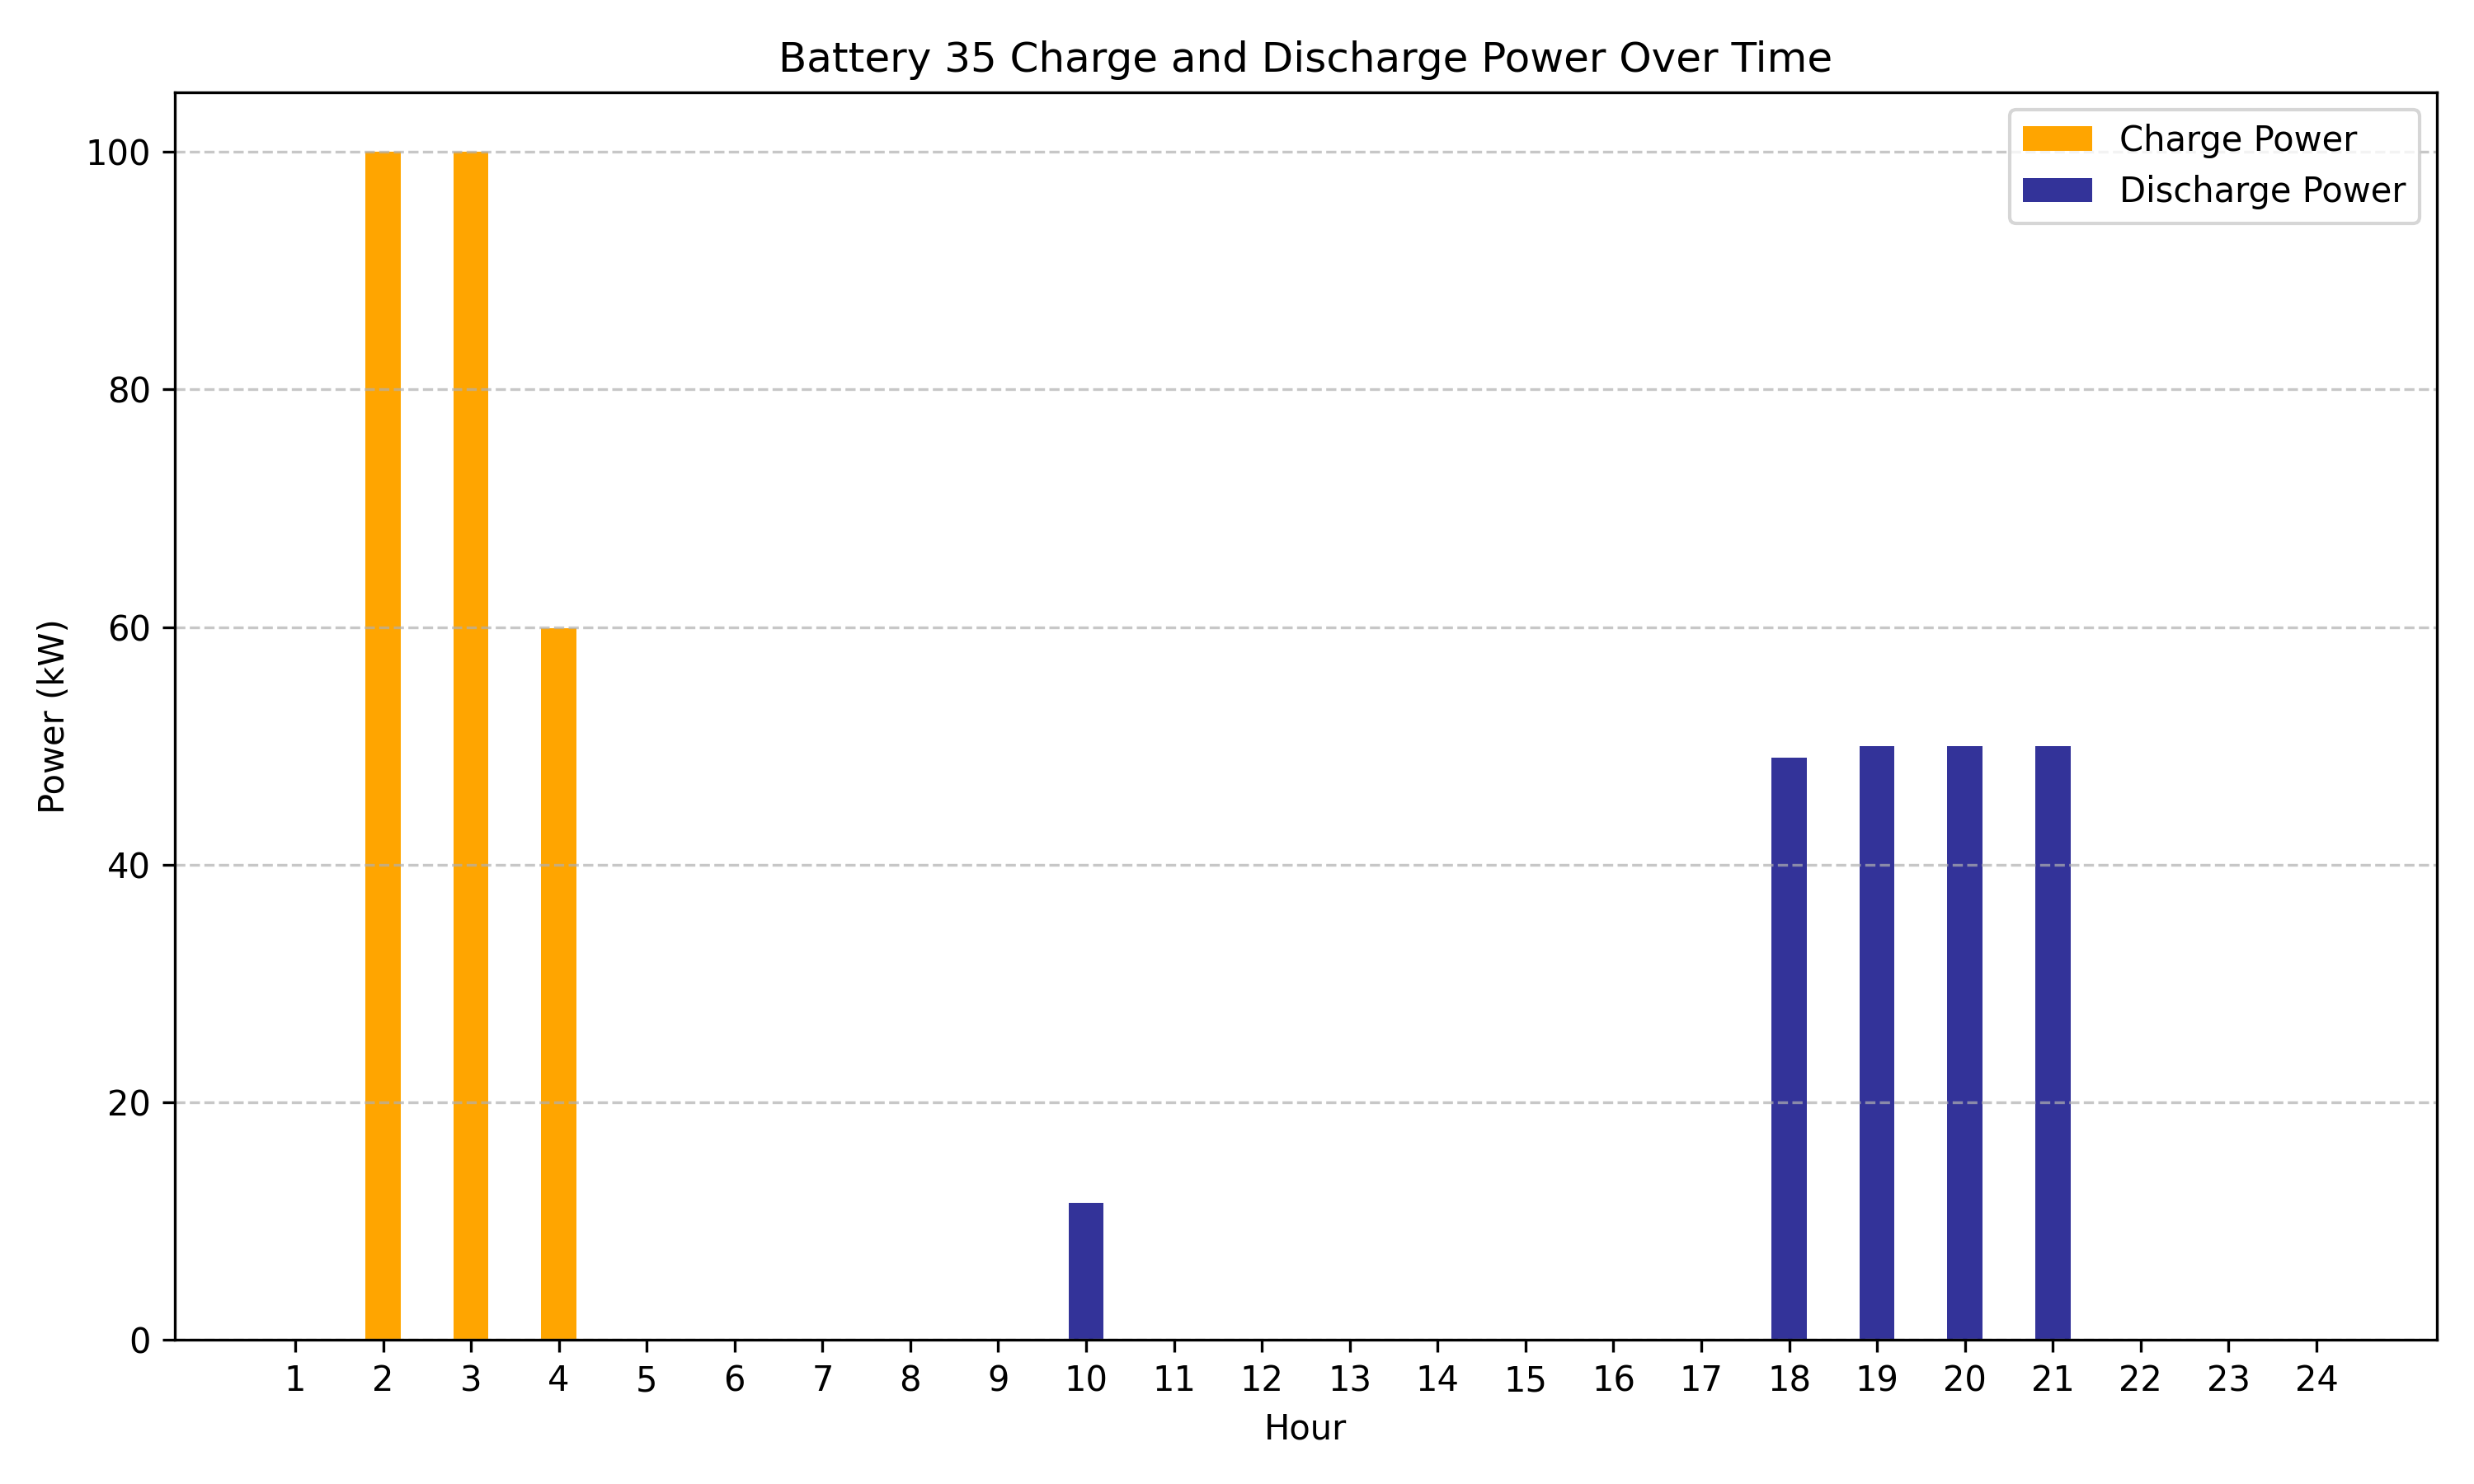 Battery 35 Charge and Discharge Power Over Time
Charge Power
Discharge Power
Power (kW)
100
80
60
40
20
0
1 2 3 4 5 6 7 8 9 10 11 12 13 14 15 16 17 18 19 20 21 22 23 24
Hour